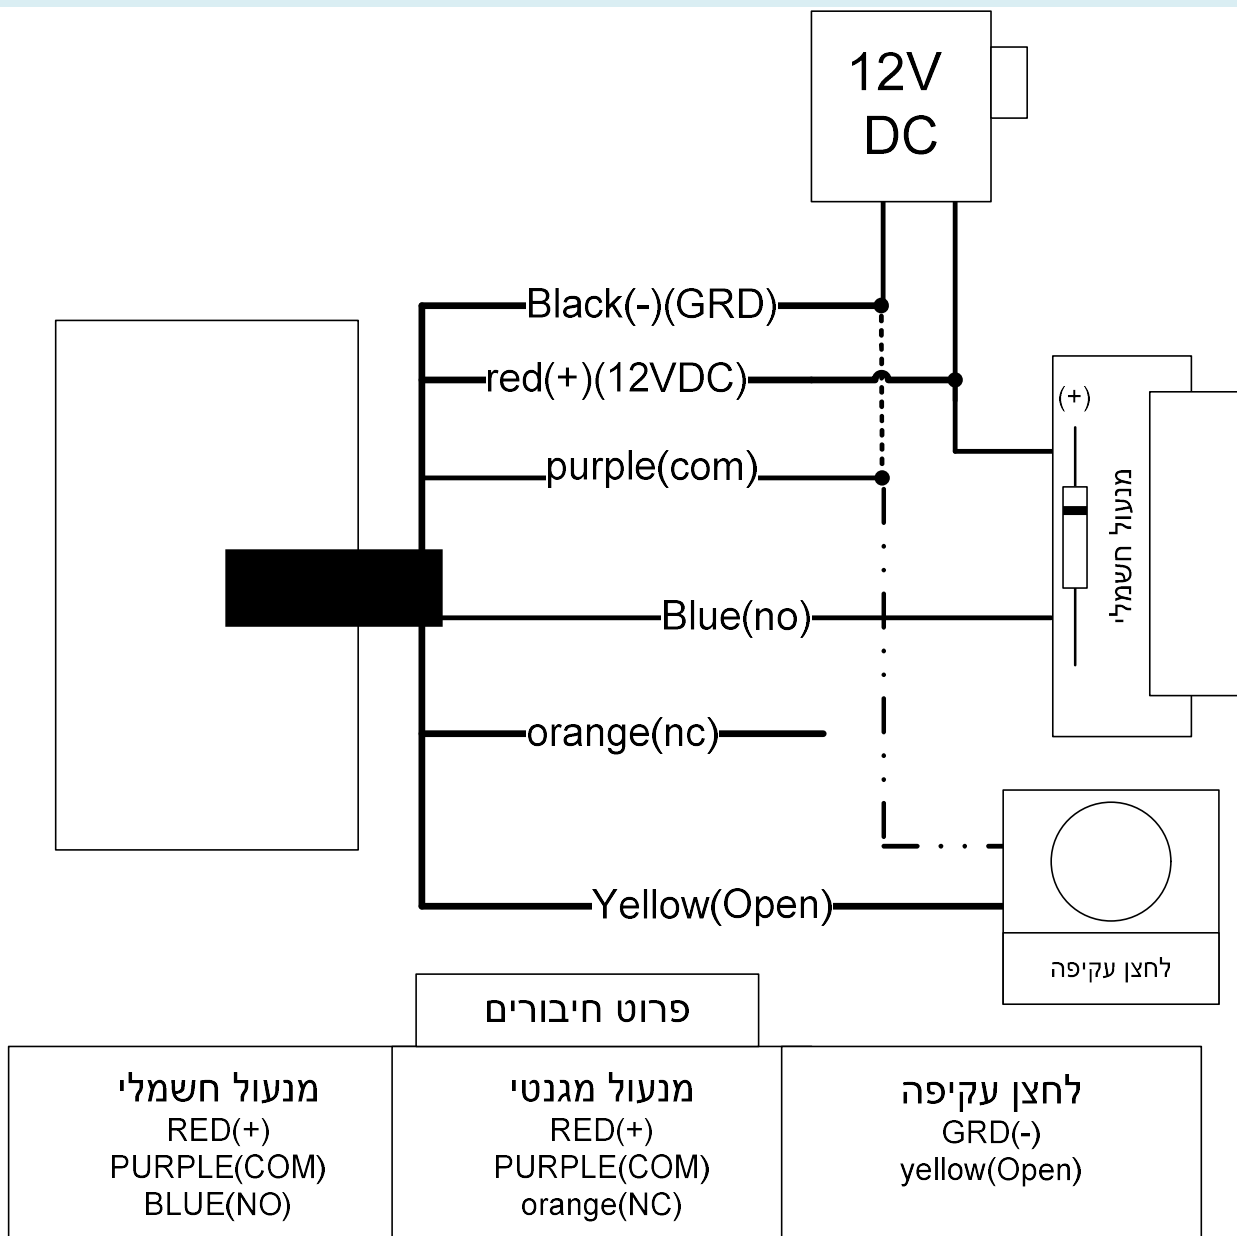 12V
DC
Black(-)(GRD)
red(+)(12VDC)
(+)
purple(com)
מנעול חשמלי
Blue(no)
orange(nc)
Yellow(Open)
לחצן עקיפה
פרוט חיבורים
מנעול חשמלי
RED(+)
PURPLE(COM)
BLUE(NO)
מנעול מגנטי
RED(+)
PURPLE(COM)
orange(NC)
לחצן עקיפה
GRD(-)
yellow(Open)